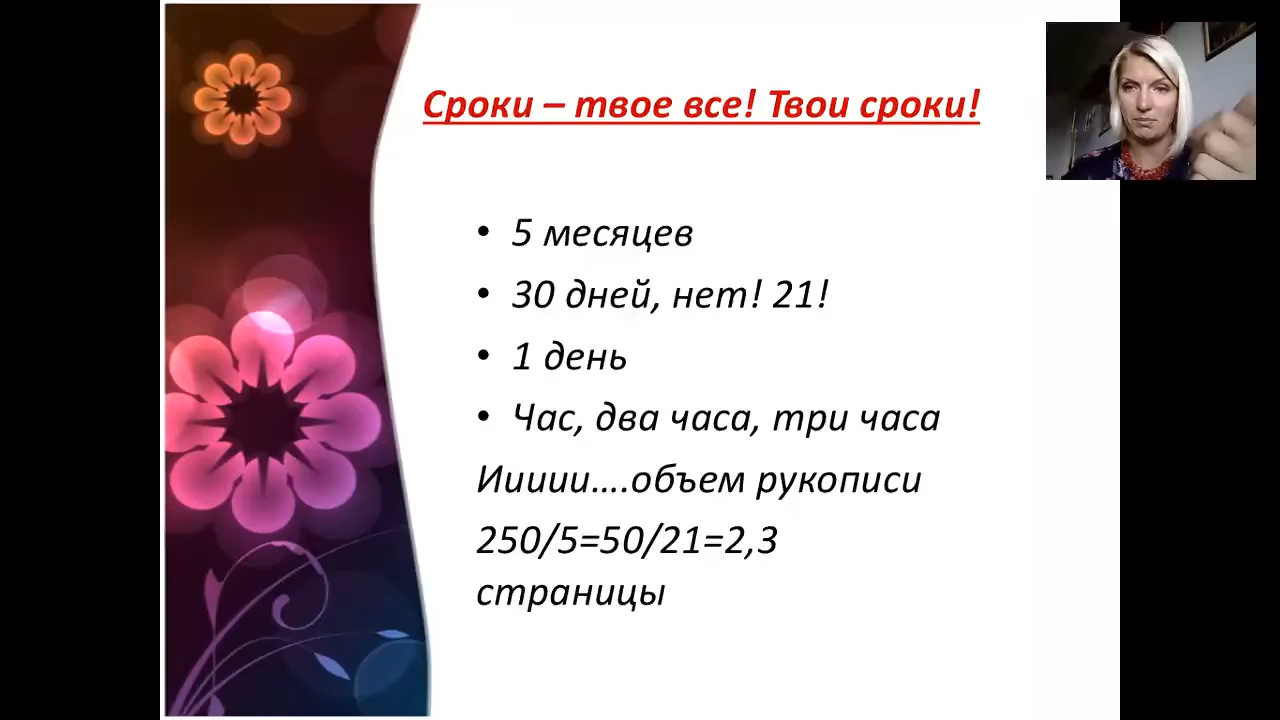 Сроки – твое все! Твои сроки!
• 5 месяцев
• 30 дней, нет! 21!
• 1 день
• Час, два часа, три часа
Иииии….объем рукописи
250/5=50/21=2,3
страницы